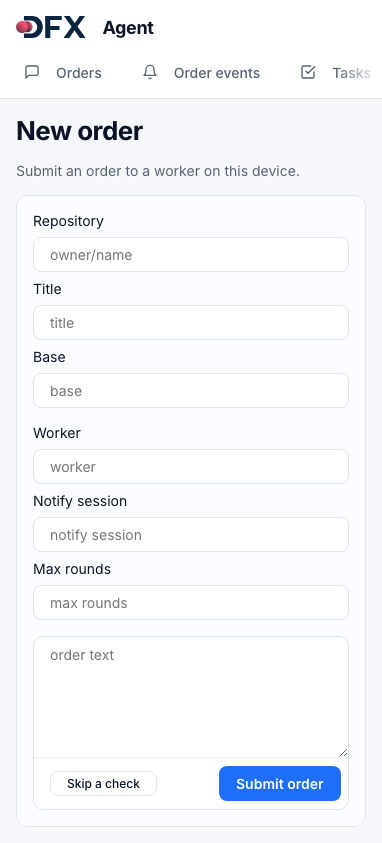 DFX Agent
Orders Order events Tasks
New order
Submit an order to a worker on this device.
Repository
owner/name
Title
title
Base
base
Worker
worker
Notify session
notify session
Max rounds
max rounds
order text
Skip a check Submit order